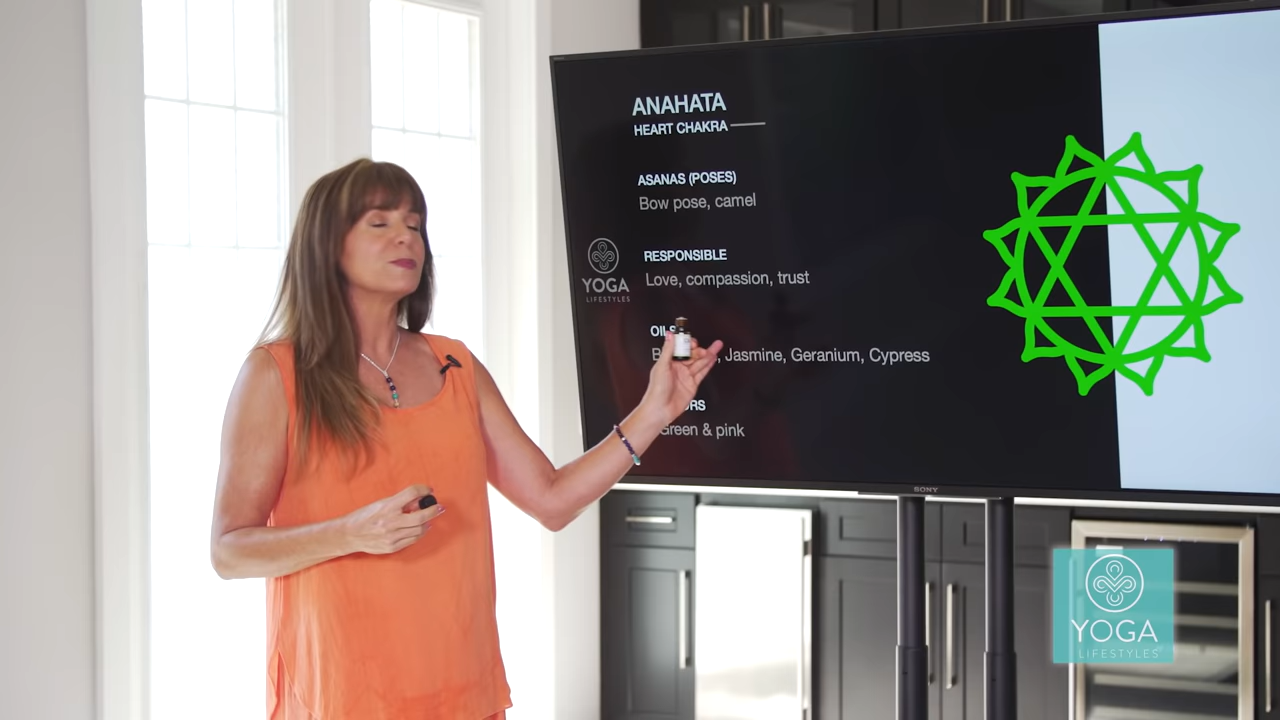 ANAHATA
HEART CHAKRA
ASANAS (POSES)
Bow pose, camel
RESPONSIBLE
Love, compassion, trust
YOGA
LIFESTYLES
Jasmine, Geranium, Cypress
Green & pink
SONY
YOGA
LIFESTYLES